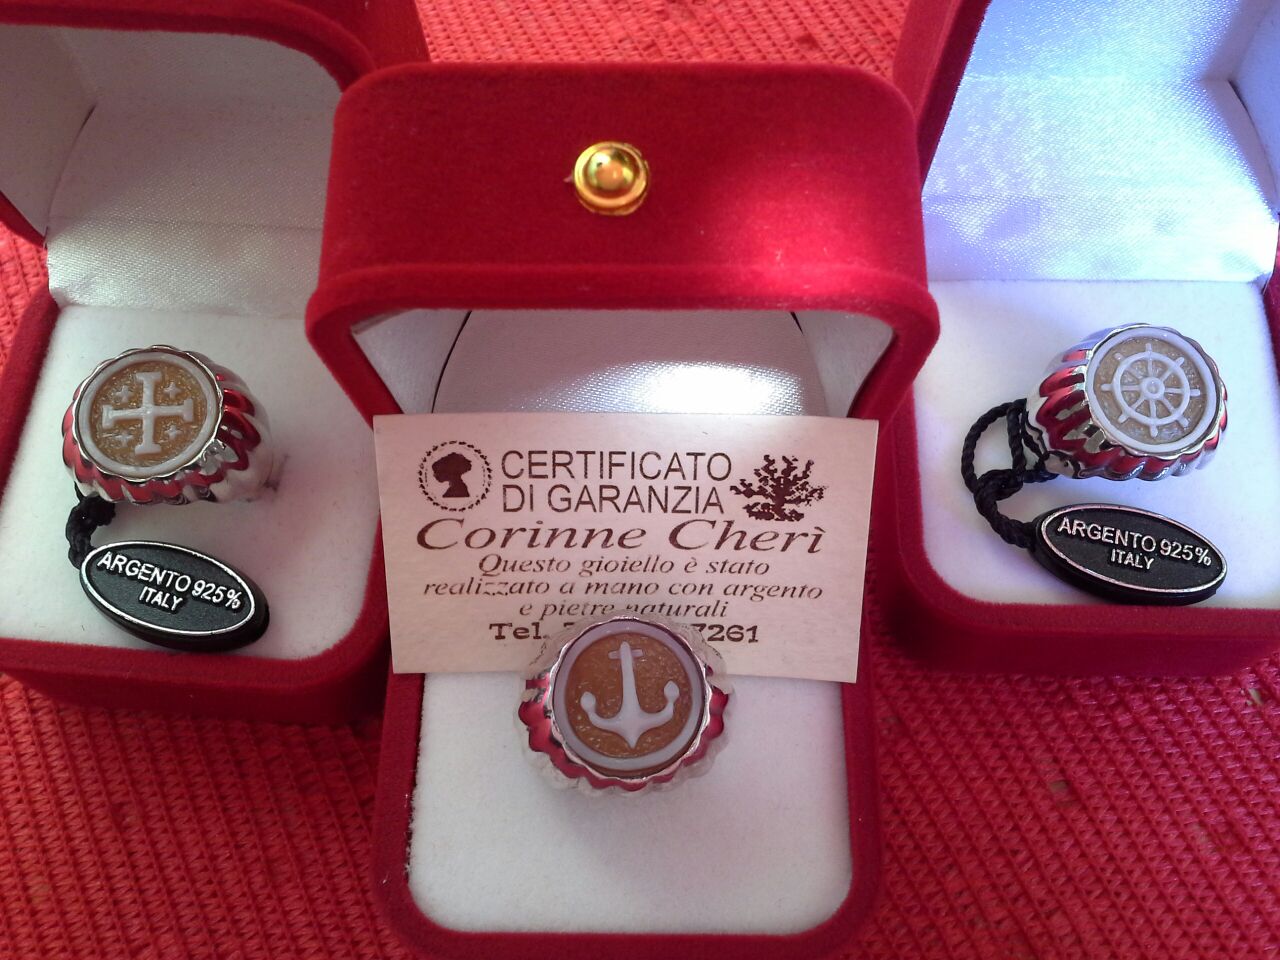 CERTIFICATO
DI GARANZIA
Corinne Cherì
Questo gioiello è stato
realizzato a mano con argento
e pietre naturali
Tel. 7261
ARGENTO 925%
ITALY
ARGENTO 925%
ITALY